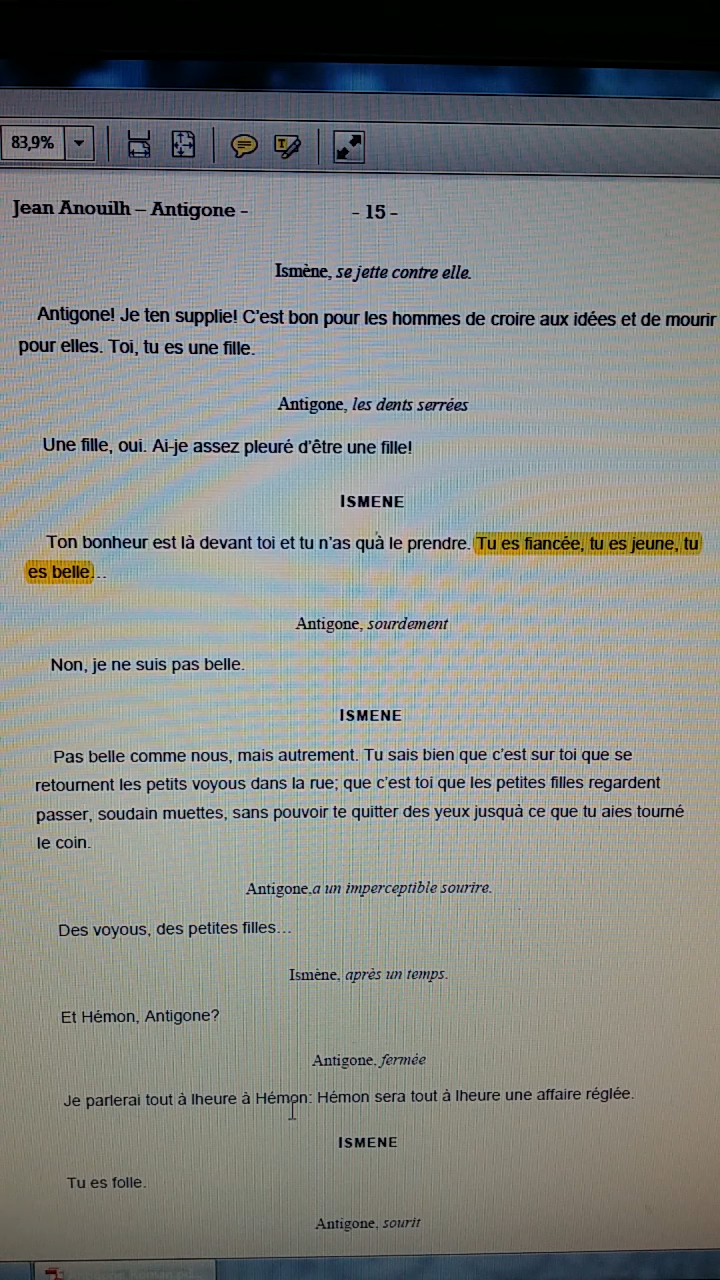 83,9%
Jean Anouilh – Antigone - - 15 -
Ismène, se jette contre elle.
Antigone! Je ten supplie! C'est bon pour les hommes de croire aux idées et de mourir
pour elles. Toi, tu es une fille.
Antigone, les dents serrées
Une fille, oui. Ai-je assez pleuré d'être une fille!
ISMENE
Ton bonheur est là devant toi et tu n'as quà le prendre. Tu es fiancée, tu es jeune, tu
es belle...
Antigone, sourdement
Non, je ne suis pas belle.
ISMENE
Pas belle comme nous, mais autrement. Tu sais bien que c'est sur toi que se
retournent les petits voyous dans la rue; que c'est toi que les petites filles regardent
passer, soudain muettes, sans pouvoir te quitter des yeux jusquà ce que tu aies tourné
le coin.
Antigone,a un imperceptible sourire.
Des voyous, des petites filles...
Ismène, après un temps.
Et Hémon, Antigone?
Antigone, fermée
Je parlerai tout à lheure à Hémon: Hémon sera tout à lheure une affaire réglée.
ISMENE
Tu es folle.
Antigone, sourit